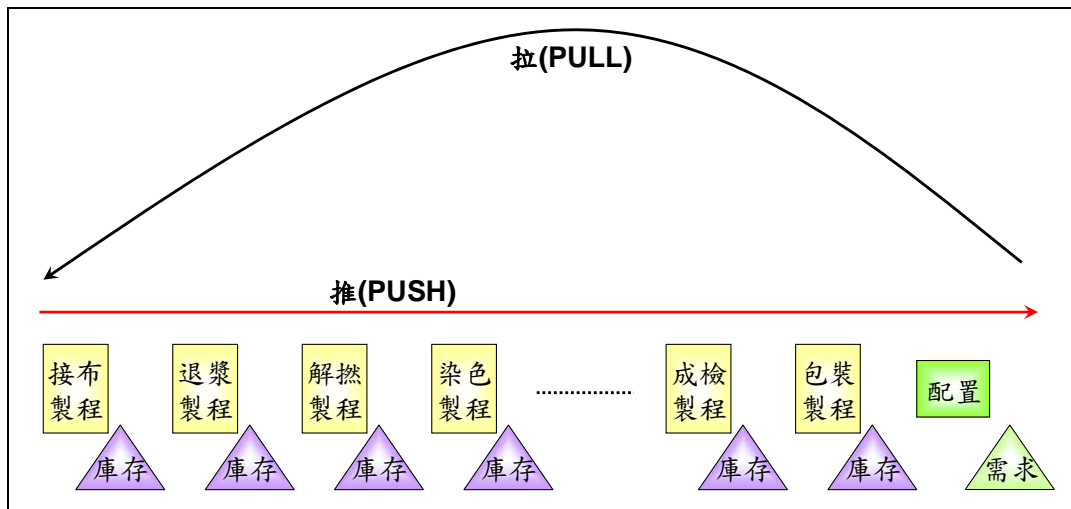 拉(PULL)
推(PUSH)
接布
製程
退漿
製程
解撚
製程
染色
製程
成檢
製程
包裝
製程
配置
庫存
庫存
庫存
庫存
庫存
庫存
需求